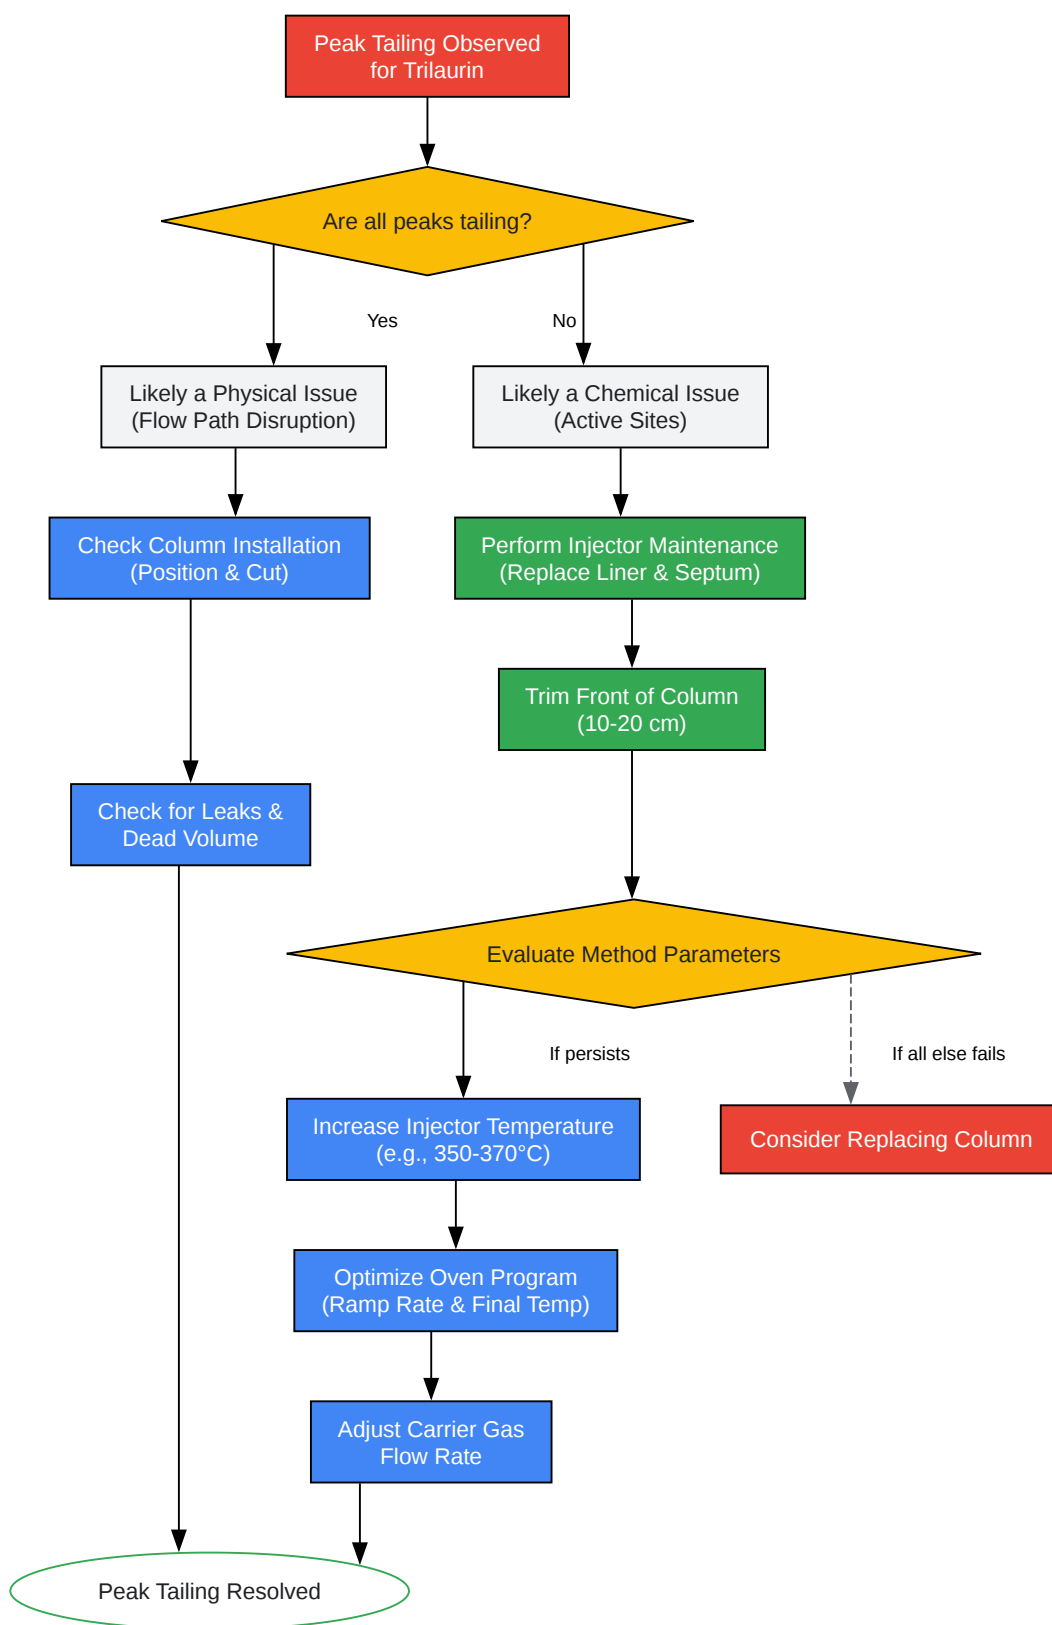 Peak Tailing Observed
for Trilaurin
Are all peaks tailing?
Yes
No
Likely a Physical Issue
(Flow Path Disruption)
Likely a Chemical Issue
(Active Sites)
Check Column Installation
(Position & Cut)
Perform Injector Maintenance
(Replace Liner & Septum)
Trim Front of Column
(10-20 cm)
Check for Leaks &
Dead Volume
Evaluate Method Parameters
If persists
If all else fails
Increase Injector Temperature
(e.g., 350-370°C)
Consider Replacing Column
Optimize Oven Program
(Ramp Rate & Final Temp)
Adjust Carrier Gas
Flow Rate
Peak Tailing Resolved